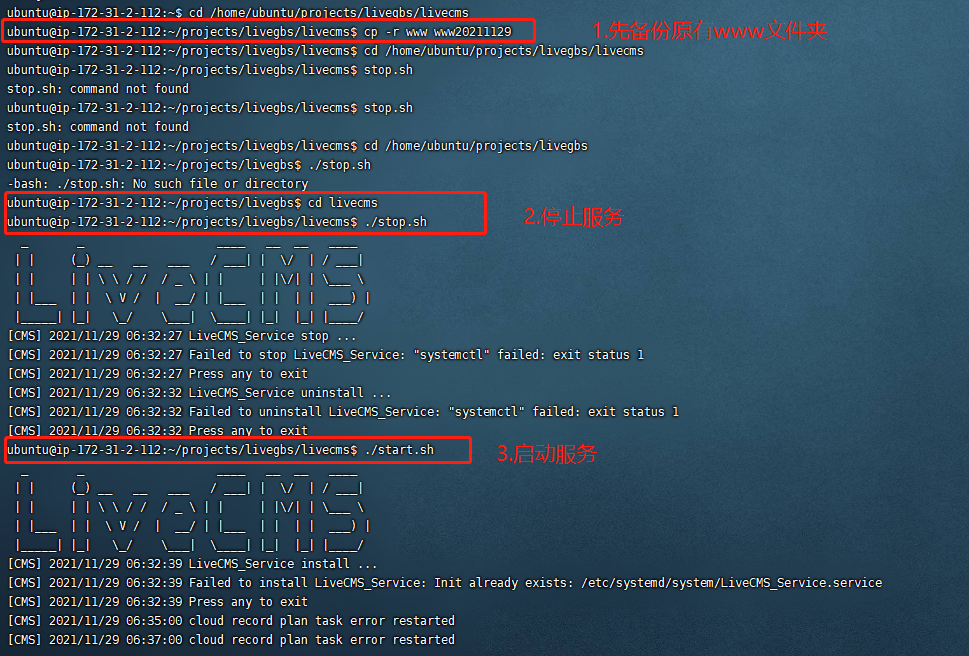 ubuntu@ip-172-31-2-112:~$ cd /home/ubuntu/projects/livegbs/livecms
ubuntu@ip-172-31-2-112:~/projects/livegbs/livecms$ cp -r www www20211129
1.先备份原有www文件夹
ubuntu@ip-172-31-2-112:~/projects/livegbs/livecms$ cd /home/ubuntu/projects/livegbs/livecms
ubuntu@ip-172-31-2-112:~/projects/livegbs/livecms$ stop.sh
stop.sh: command not found
ubuntu@ip-172-31-2-112:~/projects/livegbs/livecms$ stop.sh
stop.sh: command not found
ubuntu@ip-172-31-2-112:~/projects/livegbs/livecms$ cd /home/ubuntu/projects/livegbs
ubuntu@ip-172-31-2-112:~/projects/livegbs$ ./stop.sh
-bash: ./stop.sh: No such file or directory
ubuntu@ip-172-31-2-112:~/projects/livegbs$ cd livecms
ubuntu@ip-172-31-2-112:~/projects/livegbs/livecms$ ./stop.sh
2.停止服务
LiveCMS
[CMS] 2021/11/29 06:32:27 LiveCMS_Service stop ...
[CMS] 2021/11/29 06:32:27 Failed to stop LiveCMS_Service: "systemctl" failed: exit status 1
[CMS] 2021/11/29 06:32:27 Press any to exit
[CMS] 2021/11/29 06:32:32 LiveCMS_Service uninstall ...
[CMS] 2021/11/29 06:32:32 Failed to uninstall LiveCMS_Service: "systemctl" failed: exit status 1
[CMS] 2021/11/29 06:32:32 Press any to exit
ubuntu@ip-172-31-2-112:~/projects/livegbs/livecms$ ./start.sh
3.启动服务
LiveCMS
[CMS] 2021/11/29 06:32:39 LiveCMS_Service install ...
[CMS] 2021/11/29 06:32:39 Failed to install LiveCMS_Service: Init already exists: /etc/systemd/system/LiveCMS_Service.service
[CMS] 2021/11/29 06:32:39 Press any to exit
[CMS] 2021/11/29 06:35:00 cloud record plan task error restarted
[CMS] 2021/11/29 06:37:00 cloud record plan task error restarted